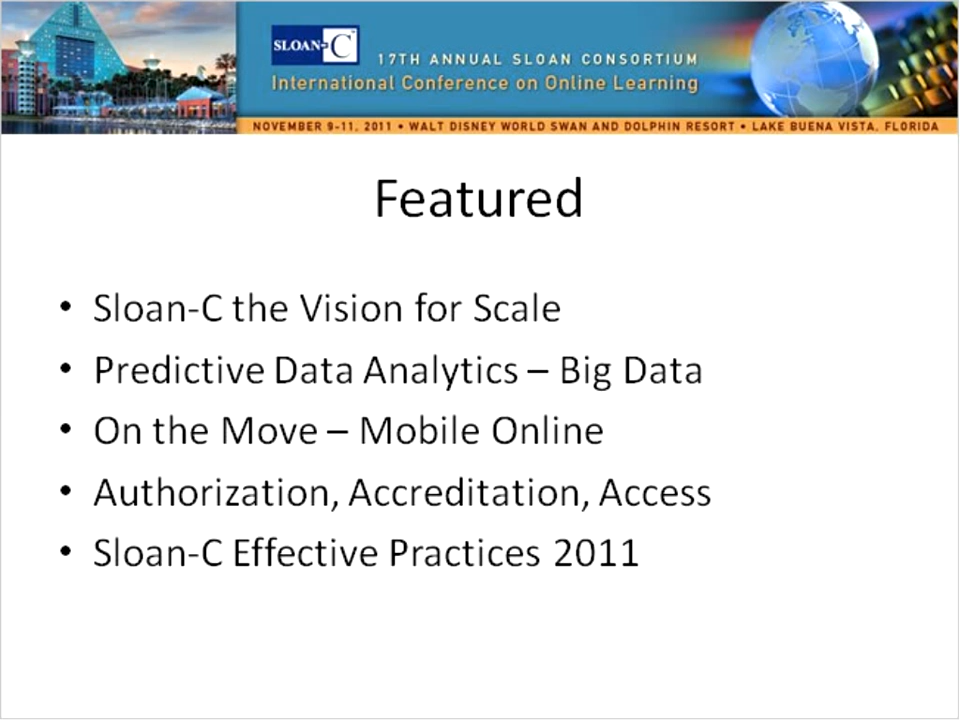 SLOAN-C
17TH ANNUAL SLOAN CONSORTIUM
International Conference on Online Learning
NOVEMBER 9-11, 2011 • WALT DISNEY WORLD SWAN AND DOLPHIN RESORT • LAKE BUENA VISTA, FLORIDA
Featured
• Sloan-C the Vision for Scale
• Predictive Data Analytics – Big Data
• On the Move – Mobile Online
• Authorization, Accreditation, Access
• Sloan-C Effective Practices 2011